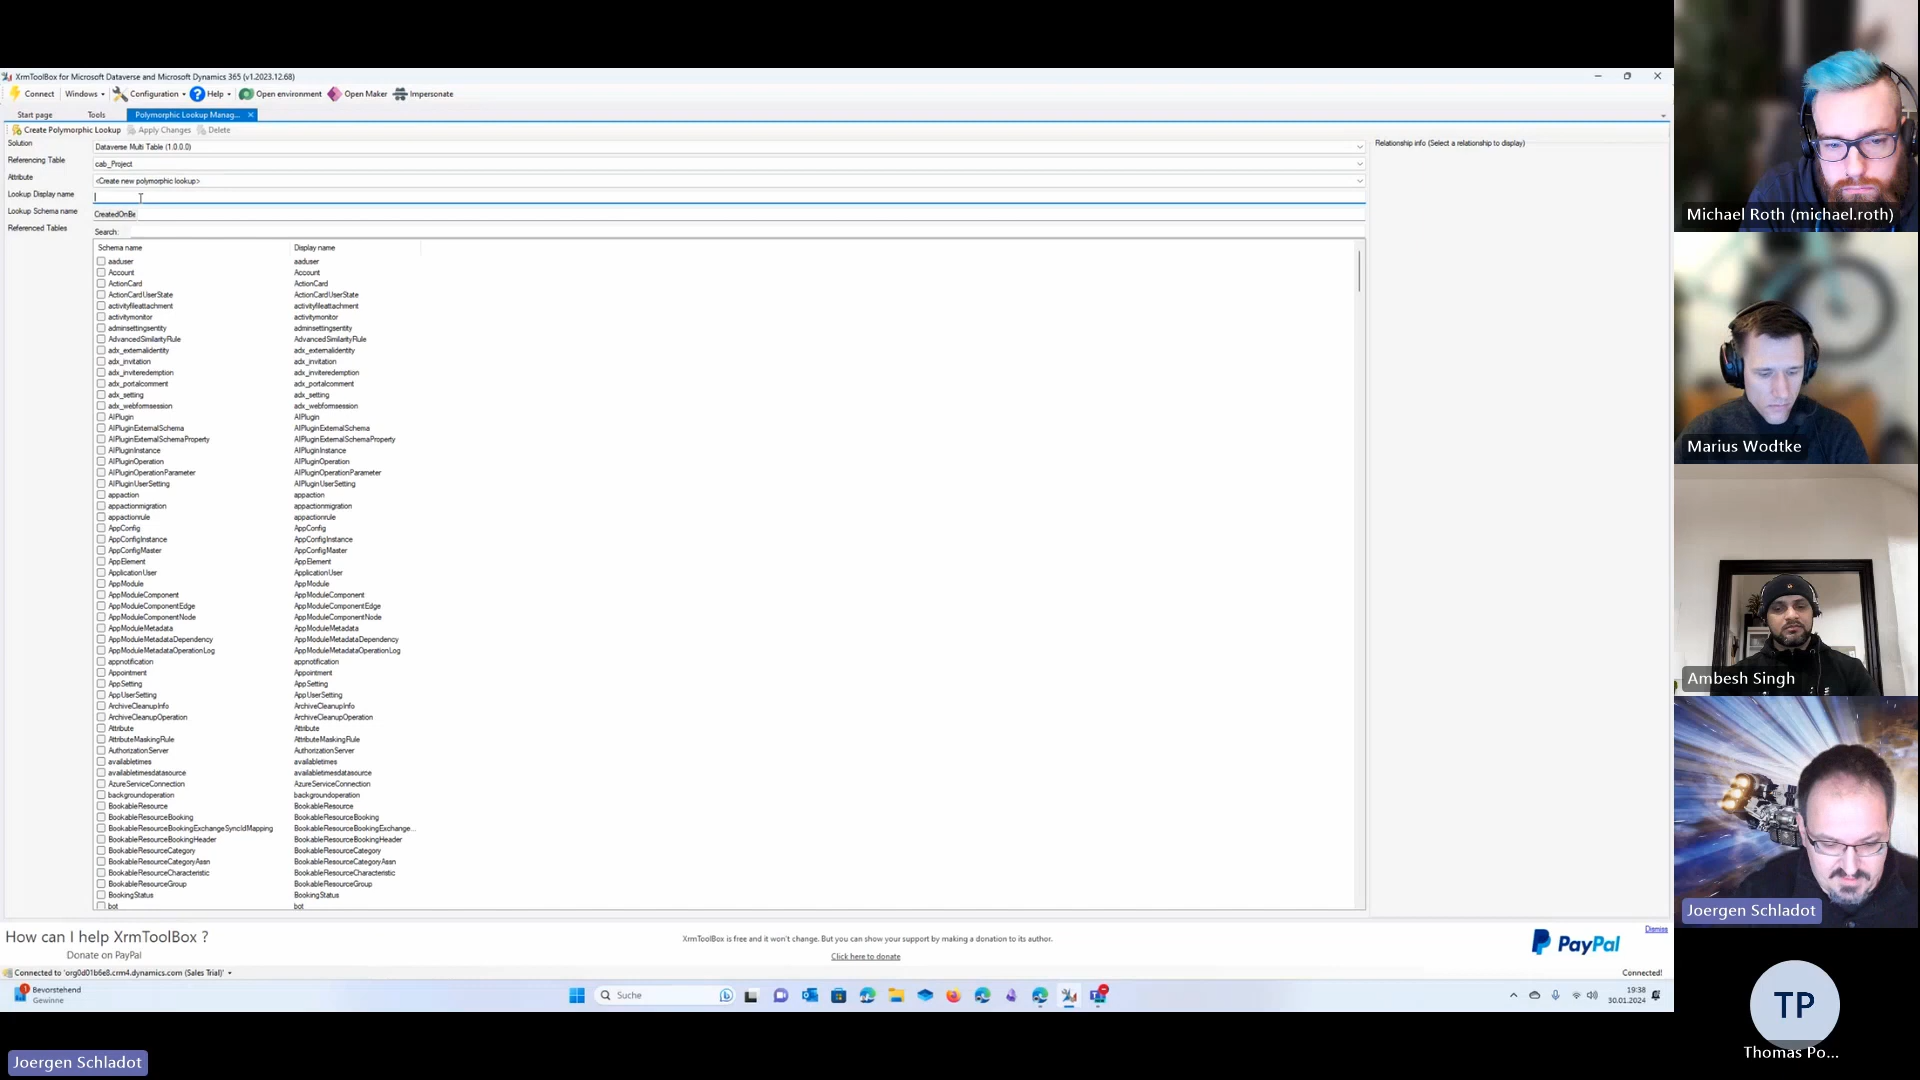 XrmToolBox for Microsoft Dataverse and Microsoft Dynamics 365 (v1.2023.12.68)
Connect Windows Configuration Help Open environment Open Maker Impersonate
Start page Tools Polymorphic Lookup Manag...
Create Polymorphic Lookup Apply Changes Delete
Solution Dataverse Multi Table (1.0.0.0) Relationship info (Select a relationship to display)
Referencing Table cab_Project
Attribute <Create new polymorphic lookup>
Lookup Display name
Lookup Schema name CreatedOnBe
Referenced Tables Search:
Schema name Display name
aaduser aaduser
Account Account
ActionCard ActionCard
ActionCardUserState ActionCardUserState
activityfileattachment activityfileattachment
activitymonitor activitymonitor
adminsettingsentity adminsettingsentity
AdvancedSimilarityRule AdvancedSimilarityRule
adx_externalidentity adx_externalidentity
adx_invitation adx_invitation
adx_inviteredemption adx_inviteredemption
adx_portalcomment adx_portalcomment
adx_setting adx_setting
adx_webformsession adx_webformsession
AIPlugin AIPlugin
AIPluginExternalSchema AIPluginExternalSchema
AIPluginExternalSchemaProperty AIPluginExternalSchemaProperty
AIPluginInstance AIPluginInstance
AIPluginOperation AIPluginOperation
AIPluginOperationParameter AIPluginOperationParameter
AIPluginUserSetting AIPluginUserSetting
appaction appaction
appactionmigration appactionmigration
appactionrule appactionrule
AppConfig AppConfig
AppConfigInstance AppConfigInstance
AppConfigMaster AppConfigMaster
AppElement AppElement
ApplicationUser ApplicationUser
AppModule AppModule
AppModuleComponent AppModuleComponent
AppModuleComponentEdge AppModuleComponentEdge
AppModuleComponentNode AppModuleComponentNode
AppModuleMetadata AppModuleMetadata
AppModuleMetadataDependency AppModuleMetadataDependency
AppModuleMetadataOperationLog AppModuleMetadataOperationLog
appnotification appnotification
Appointment Appointment
AppSetting AppSetting
AppUserSetting AppUserSetting
ArchiveCleanupInfo ArchiveCleanupInfo
ArchiveCleanupOperation ArchiveCleanupOperation
Attribute Attribute
AttributeMaskingRule AttributeMaskingRule
AuthorizationServer AuthorizationServer
availabletimes availabletimes
availabletimesdatasource availabletimesdatasource
AzureServiceConnection AzureServiceConnection
backgroundoperation backgroundoperation
BookableResource BookableResource
BookableResourceBooking BookableResourceBooking
BookableResourceBookingExchangeSyncIdMapping BookableResourceBookingExchange...
BookableResourceBookingHeader BookableResourceBookingHeader
BookableResourceCategory BookableResourceCategory
BookableResourceCategoryAssn BookableResourceCategoryAssn
BookableResourceCharacteristic BookableResourceCharacteristic
BookableResourceGroup BookableResourceGroup
BookingStatus BookingStatus
bot bot
How can I help XrmToolBox ?
Donate on PayPal
XrmToolBox is free and it won't change. But you can show your support by making a donation to its author.
Click here to donate
PayPal
Dismiss
Connected to 'org0d01b6e8.crm4.dynamics.com (Sales Trial)' Connected!
1 Bevorstehend
Gewinne
Suche
19:38
30.01.2024
Joergen Schladot
Michael Roth (michael.roth)
Marius Wodtke
Ambesh Singh
Joergen Schladot
TP
Thomas Po...